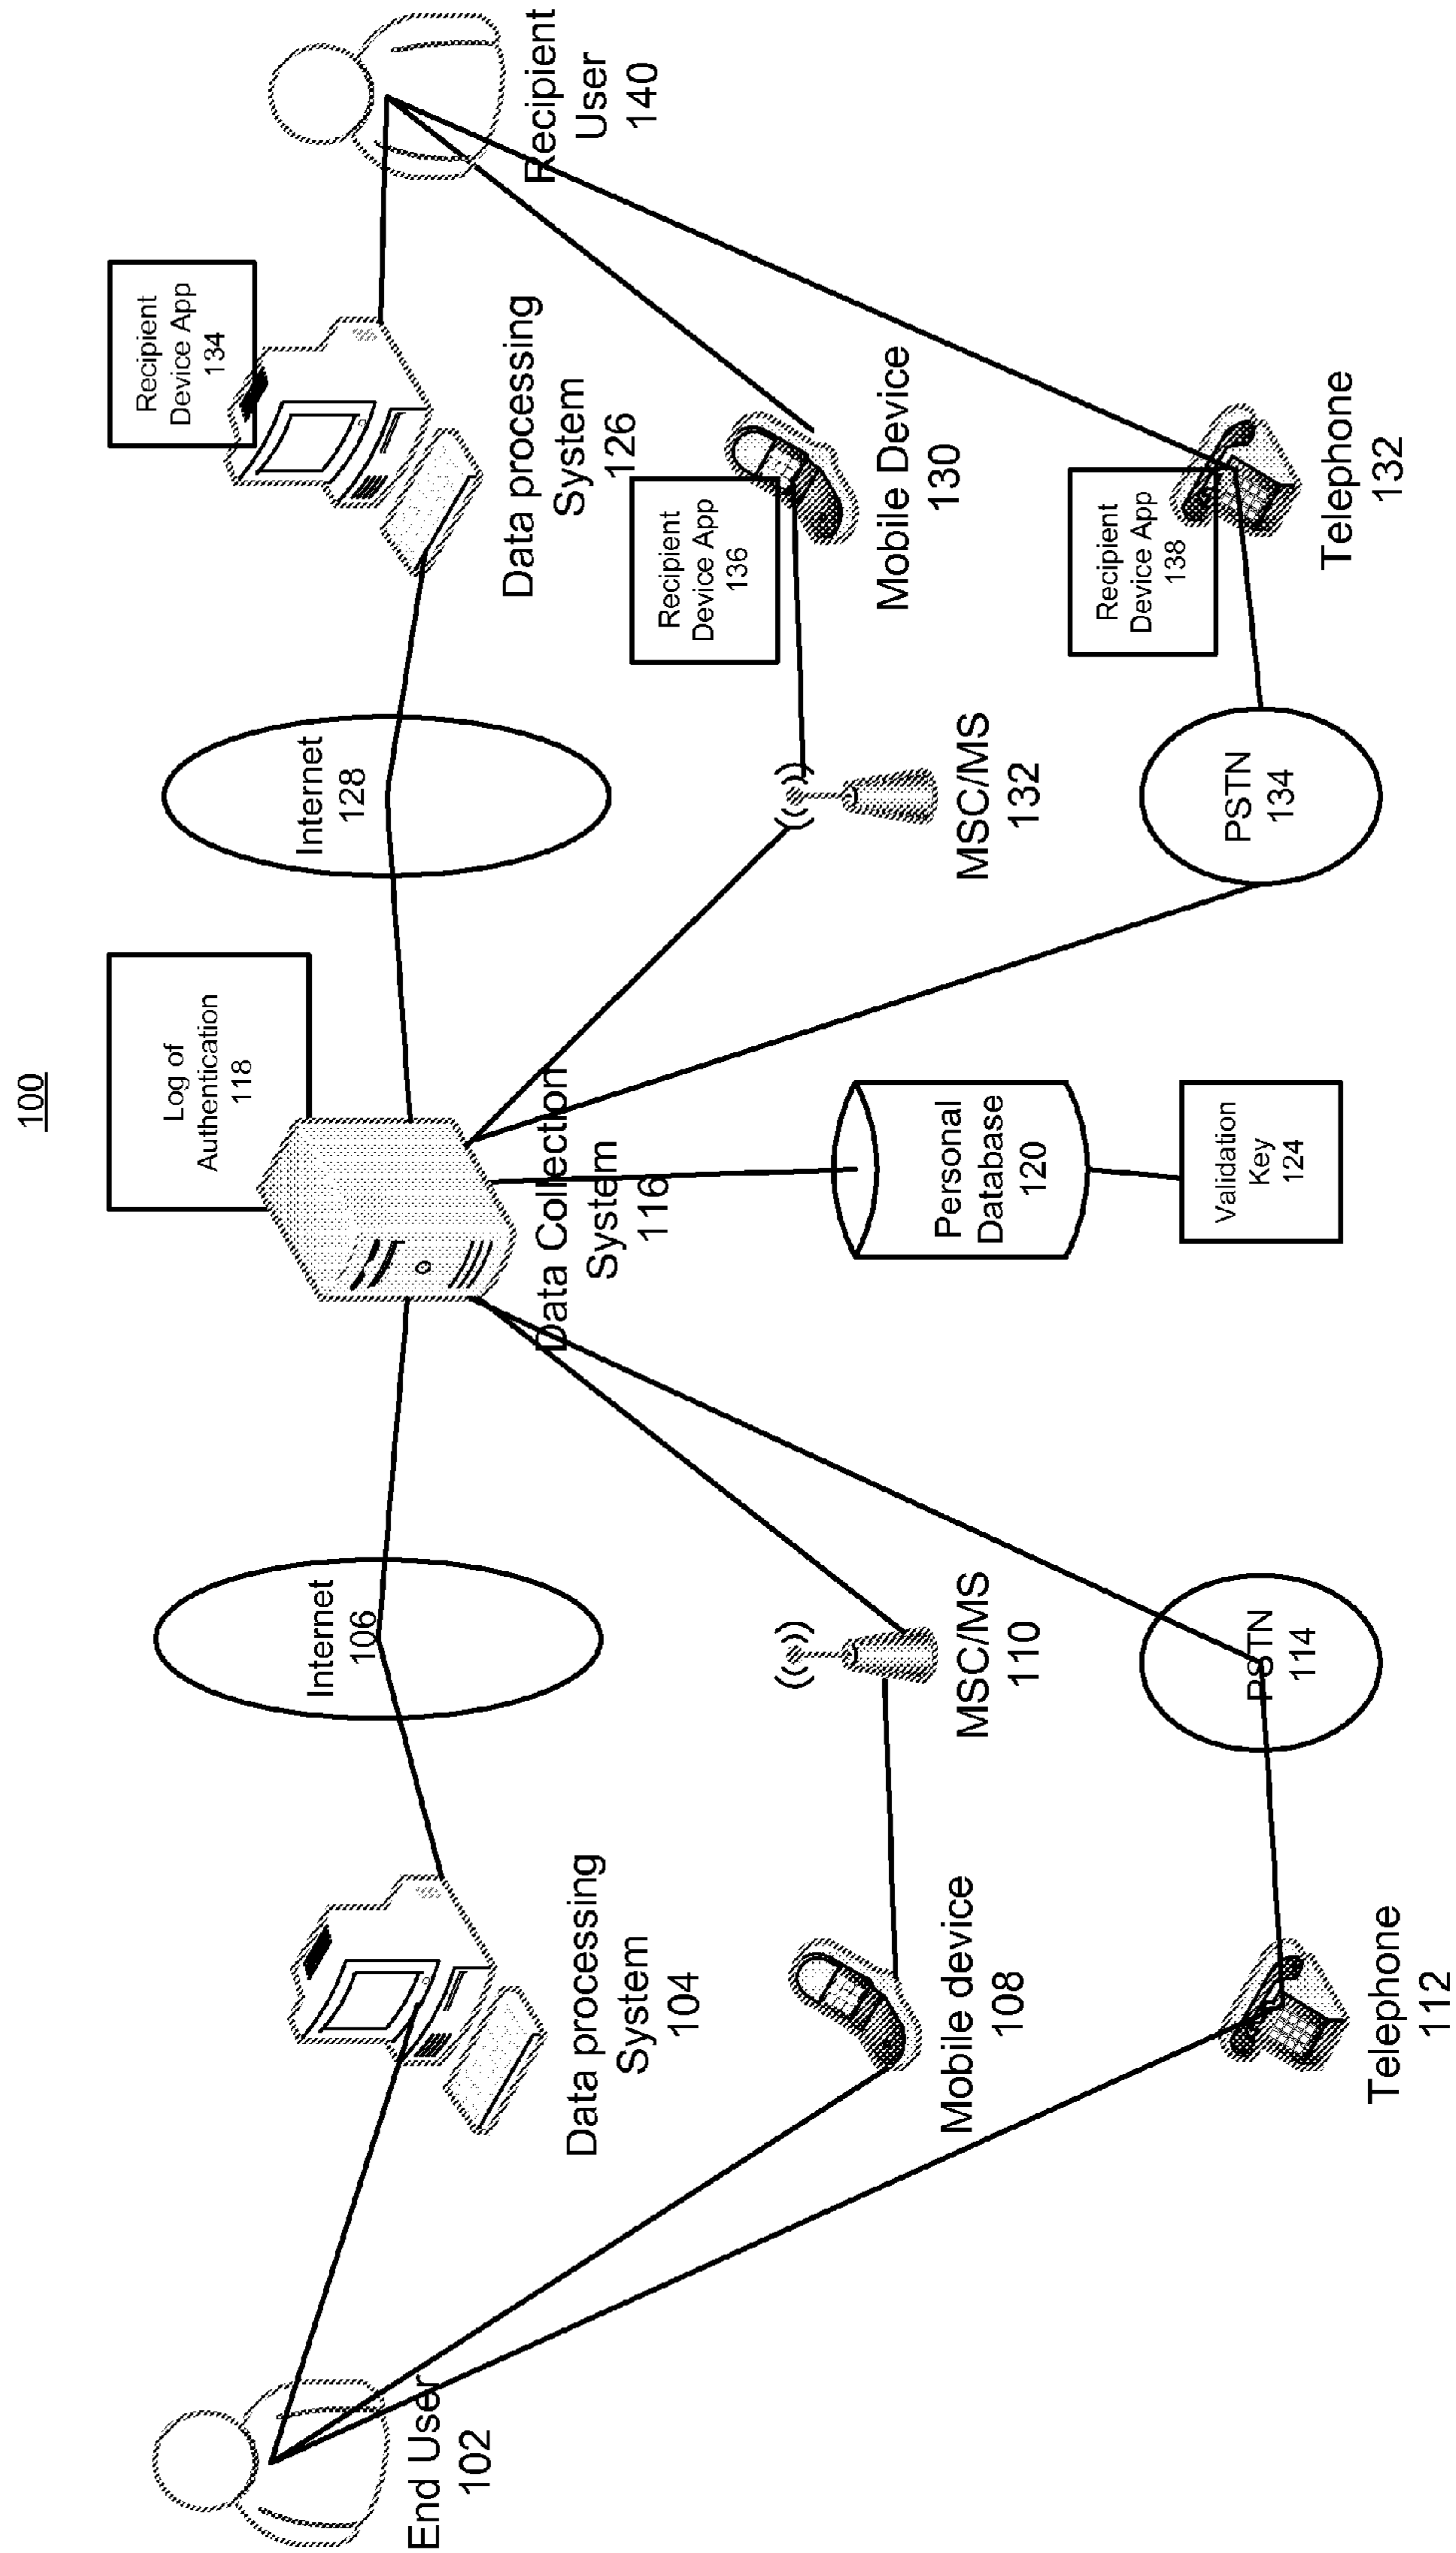 100
End User
102
Data processing
System
104
Mobile device
108
Telephone
112
Internet
106
MSC/MS
110
PSTN
114
Log of
Authentication
118
Data Collection
System
116
Personal
Database
120
Validation
Key
124
Internet
128
MSC/MS
132
PSTN
134
Recipient
Device App
134
Data processing
System
126
Recipient
Device App
136
Mobile Device
130
Recipient
Device App
138
Telephone
132
Recipient
User
140